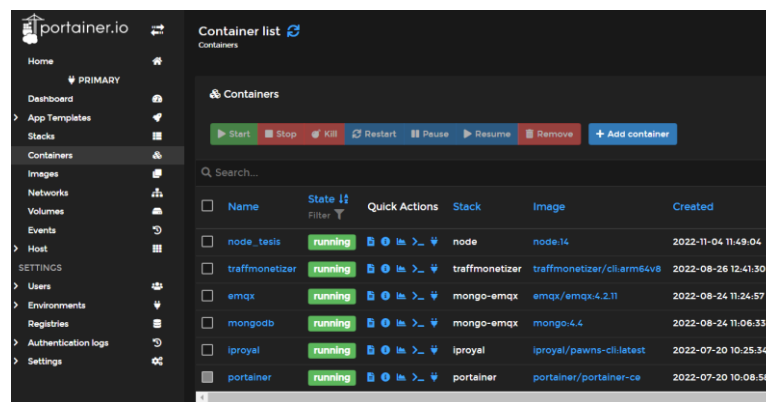 portainer.io
Home
PRIMARY
Dashboard
App Templates
Stacks
Containers
Images
Networks
Volumes
Events
Host
SETTINGS
Users
Environments
Registries
Authentication logs
Settings
Container list
Containers
Containers
Start Stop Kill Restart Pause Resume Remove + Add container
Search...
Name State Filter Quick Actions Stack Image Created
node_tesis running node node:14 2022-11-04 11:49:04
traffmonetizer running traffmonetizer traffmonetizer/cli:arm64v8 2022-08-26 12:41:30
emqx running mongo-emqx emqx/emqx:4.2.11 2022-08-24 11:24:57
mongodb running mongo-emqx mongo:4.4 2022-08-24 11:06:33
iproyal running iproyal iproyal/pawns-cli:latest 2022-07-20 10:25:34
portainer running portainer portainer/portainer-ce 2022-07-20 10:08:58